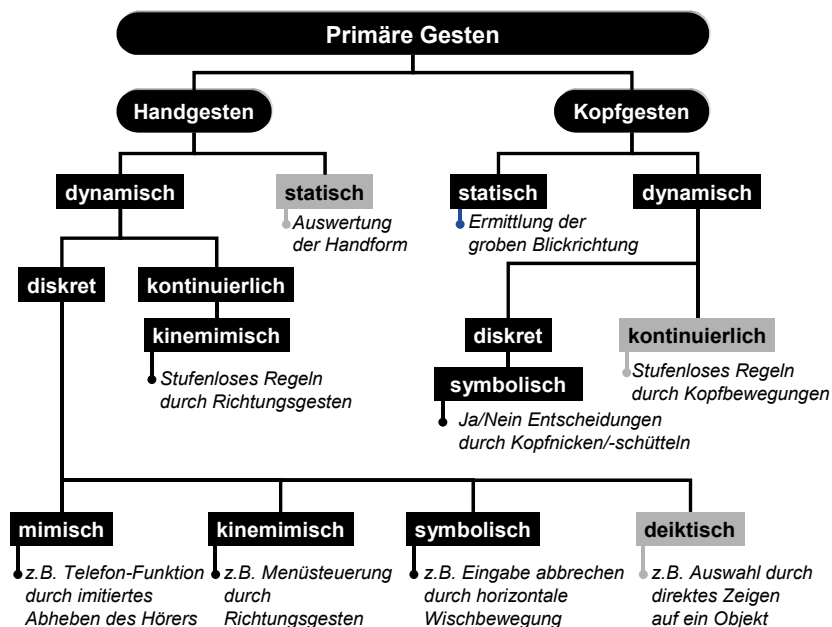 Primäre Gesten
Handgesten
Kopfgesten
dynamisch
statisch
Auswertung
der Handform
statisch
Ermittlung der
groben Blickrichtung
dynamisch
diskret
kontinuierlich
kinemimisch
Stufenloses Regeln
durch Richtungsgesten
diskret
symbolisch
Ja/Nein Entscheidungen
durch Kopfnicken/-schütteln
kontinuierlich
Stufenloses Regeln
durch Kopfbewegungen
mimisch
z.B. Telefon-Funktion
durch imitiertes
Abheben des Hörers
kinemimisch
z.B. Menüsteuerung
durch
Richtungsgesten
symbolisch
z.B. Eingabe abbrechen
durch horizontale
Wischbewegung
deiktisch
z.B. Auswahl durch
direktes Zeigen
auf ein Objekt